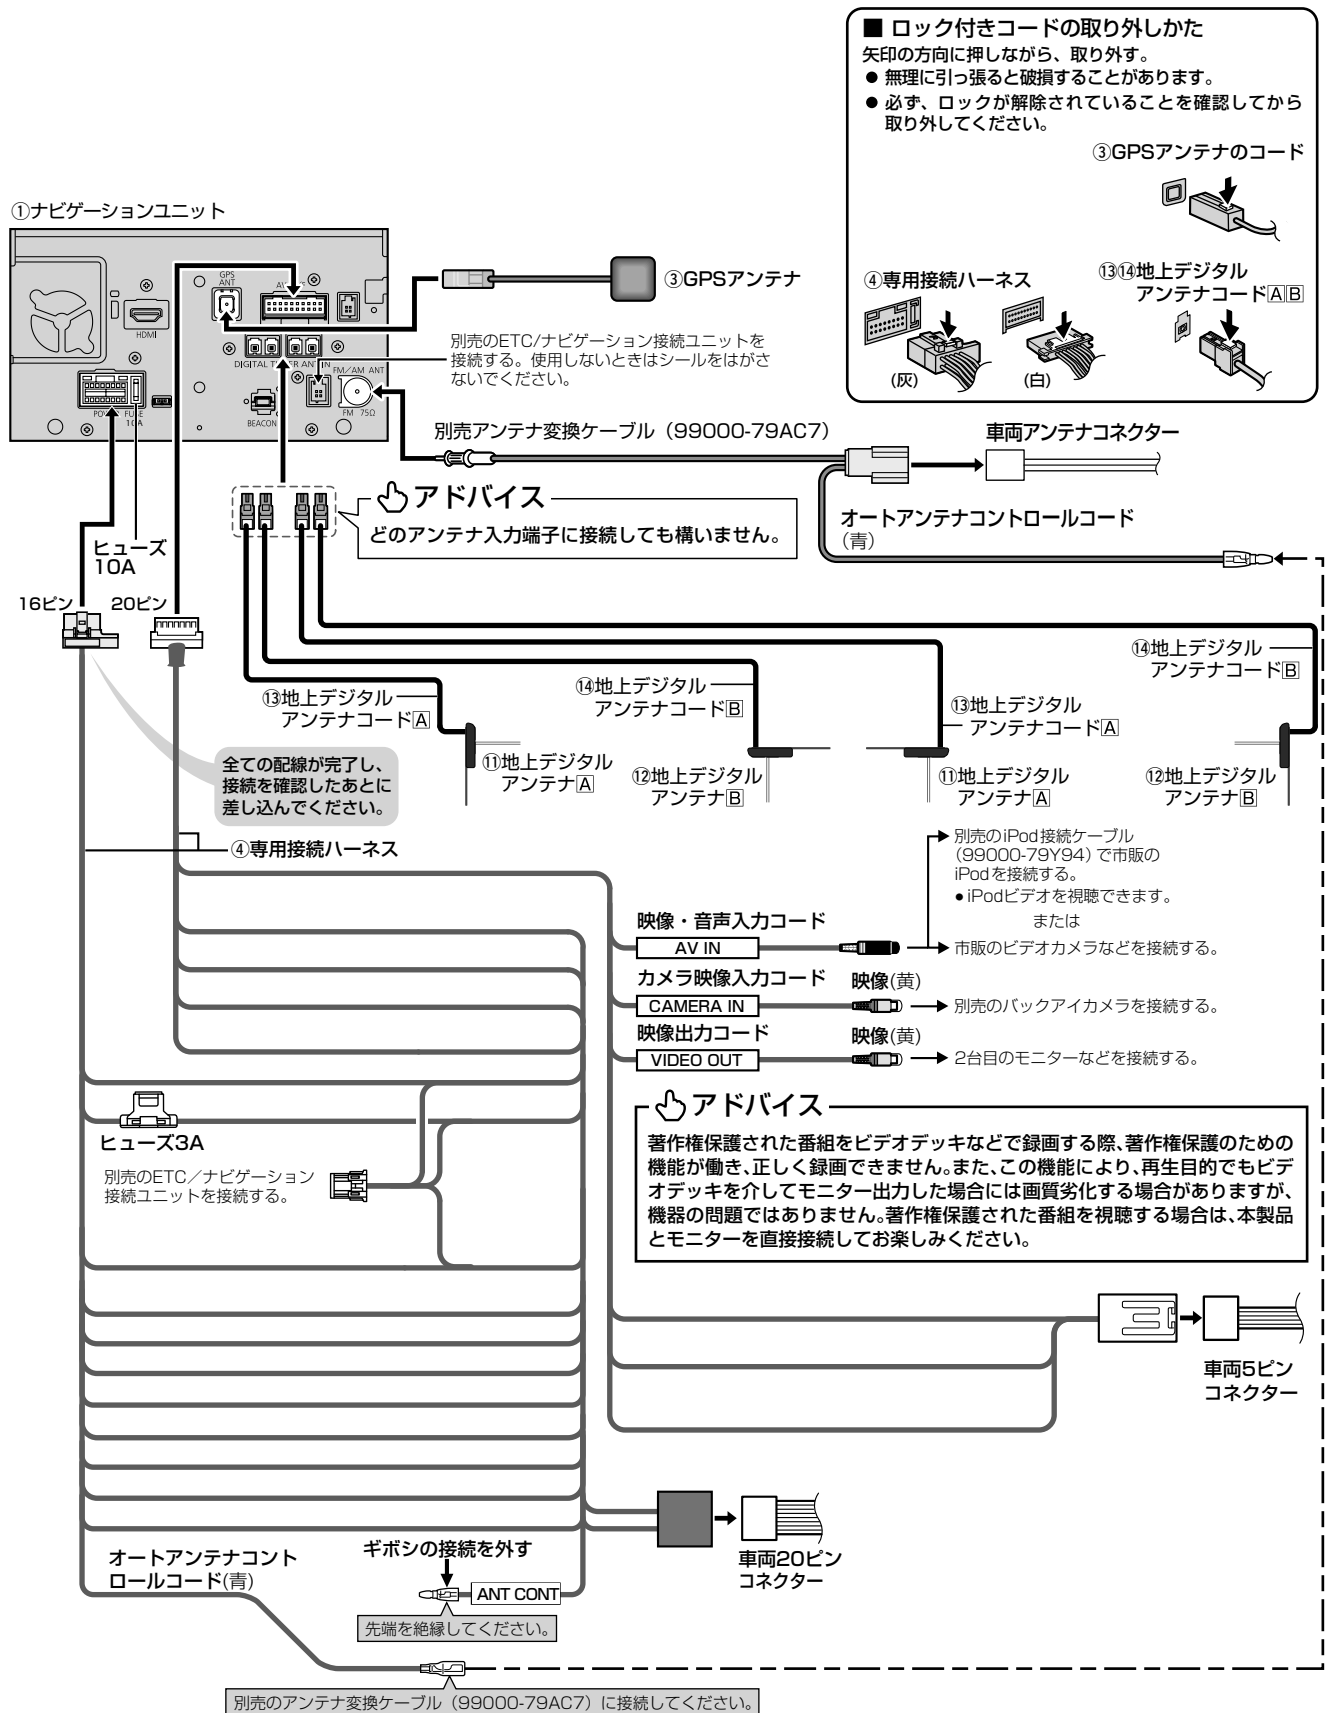 ■ ロック付きコードの取り外しかた
矢印の方向に押しながら、取り外す。
● 無理に引っ張ると破損することがあります。
● 必ず、ロックが解除されていることを確認してから
取り外してください。
③GPSアンテナのコード
④専用接続ハーネス
(灰)
(白)
⑬⑭地上デジタル
アンテナコードAB
①ナビゲーションユニット
GPS
ANT
HDMI
DIGITAL
ANT IN
FM/AM ANT
FM 75Ω
BEACON
FUSE
10A
③GPSアンテナ
別売のETC/ナビゲーション接続ユニットを
接続する。使用しないときはシールをはがさ
ないでください。
別売アンテナ変換ケーブル（99000-79AC7）
車両アンテナコネクター
オートアンテナコントロールコード
(青)
アドバイス
どのアンテナ入力端子に接続しても構いません。
ヒューズ
10A
16ピン
20ピン
⑬地上デジタル
アンテナコードA
⑭地上デジタル
アンテナコードB
⑬地上デジタル
アンテナコードA
⑭地上デジタル
アンテナコードB
⑪地上デジタル
アンテナA
⑫地上デジタル
アンテナB
⑪地上デジタル
アンテナA
⑫地上デジタル
アンテナB
全ての配線が完了し、
接続を確認したあとに
差し込んでください。
④専用接続ハーネス
別売のiPod接続ケーブル
（99000-79Y94）で市販の
iPodを接続する。
● iPodビデオを視聴できます。
または
市販のビデオカメラなどを接続する。
映像・音声入力コード
AV IN
カメラ映像入力コード
CAMERA IN
映像(黄)
別売のバックアイカメラを接続する。
映像出力コード
VIDEO OUT
映像(黄)
2台目のモニターなどを接続する。
アドバイス
著作権保護された番組をビデオデッキなどで録画する際、著作権保護のための
機能が働き、正しく録画できません。また、この機能により、再生目的でもビデ
オデッキを介してモニター出力した場合には画質劣化する場合がありますが、
機器の問題ではありません。著作権保護された番組を視聴する場合は、本製品
とモニターを直接接続してお楽しみください。
ヒューズ3A
別売のETC／ナビゲーション
接続ユニットを接続する。
車両5ピン
コネクター
車両20ピン
コネクター
オートアンテナコント
ロールコード(青)
ギボシの接続を外す
ANT CONT
先端を絶縁してください。
別売のアンテナ変換ケーブル（99000-79AC7）に接続してください。